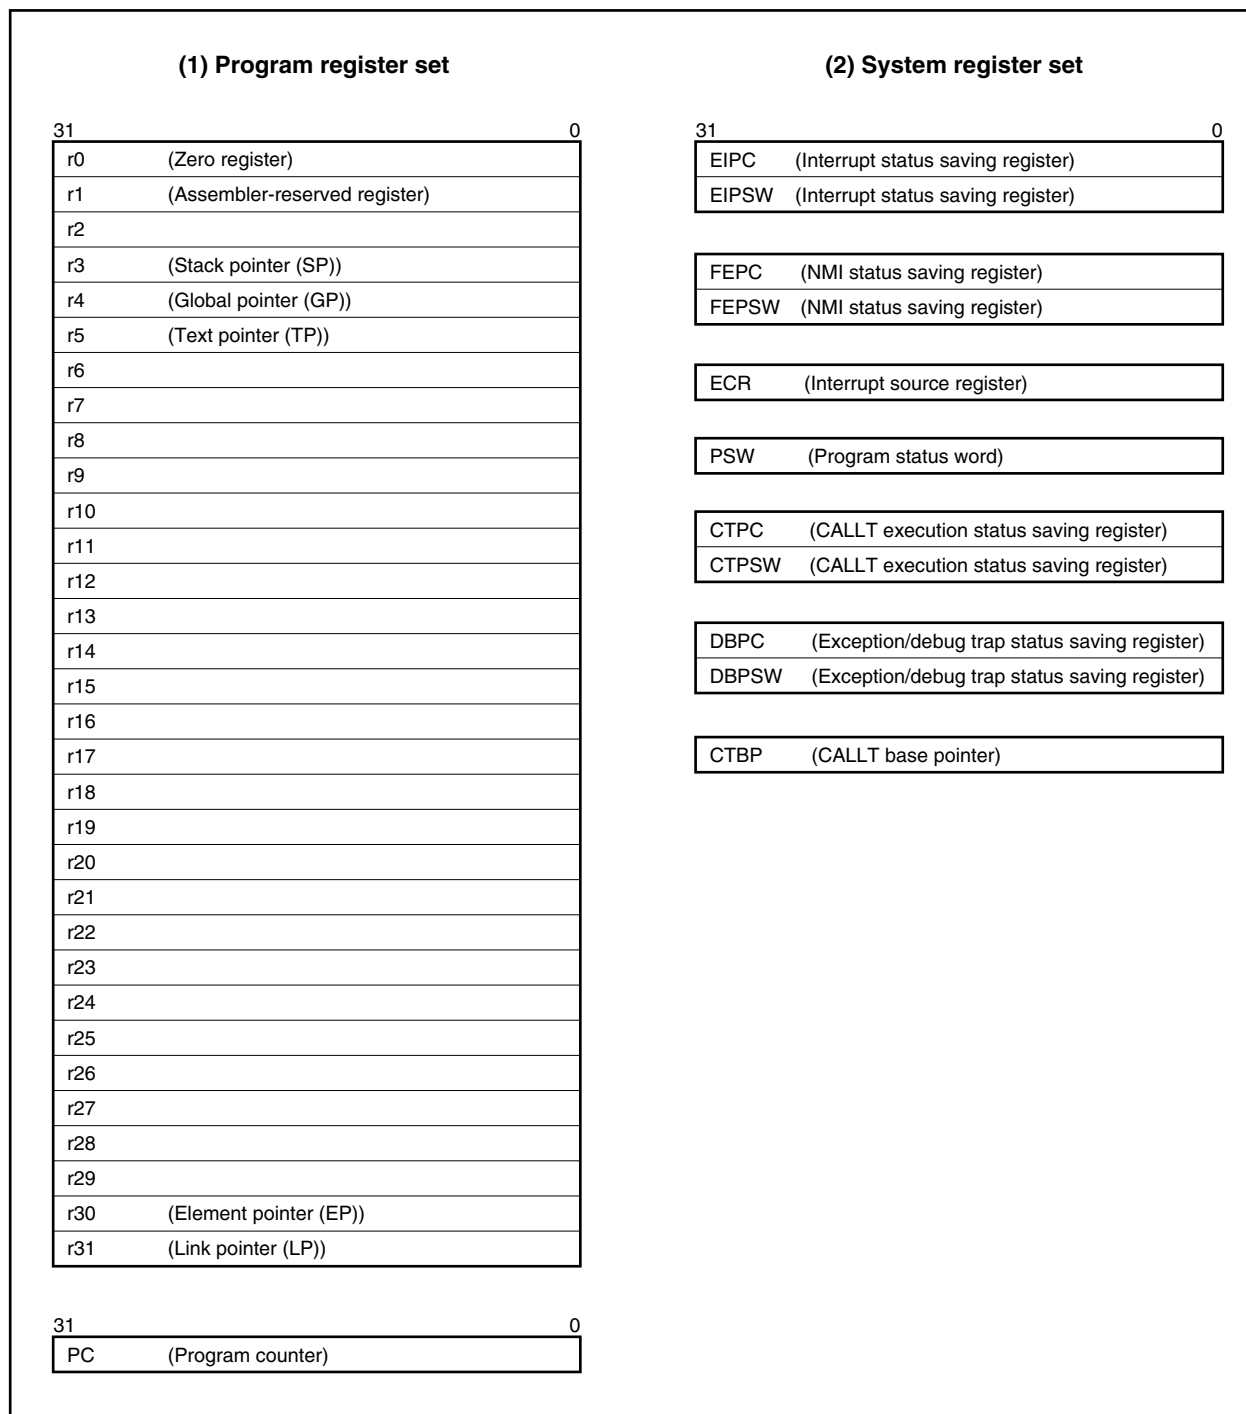 (1) Program register set
31 0
r0 (Zero register)
r1 (Assembler-reserved register)
r2
r3 (Stack pointer (SP))
r4 (Global pointer (GP))
r5 (Text pointer (TP))
r6
r7
r8
r9
r10
r11
r12
r13
r14
r15
r16
r17
r18
r19
r20
r21
r22
r23
r24
r25
r26
r27
r28
r29
r30 (Element pointer (EP))
r31 (Link pointer (LP))
31 0
PC (Program counter)
(2) System register set
31 0
EIPC (Interrupt status saving register)
EIPSW (Interrupt status saving register)
FEPC (NMI status saving register)
FEPSW (NMI status saving register)
ECR (Interrupt source register)
PSW (Program status word)
CTPC (CALLT execution status saving register)
CTPSW (CALLT execution status saving register)
DBPC (Exception/debug trap status saving register)
DBPSW (Exception/debug trap status saving register)
CTBP (CALLT base pointer)